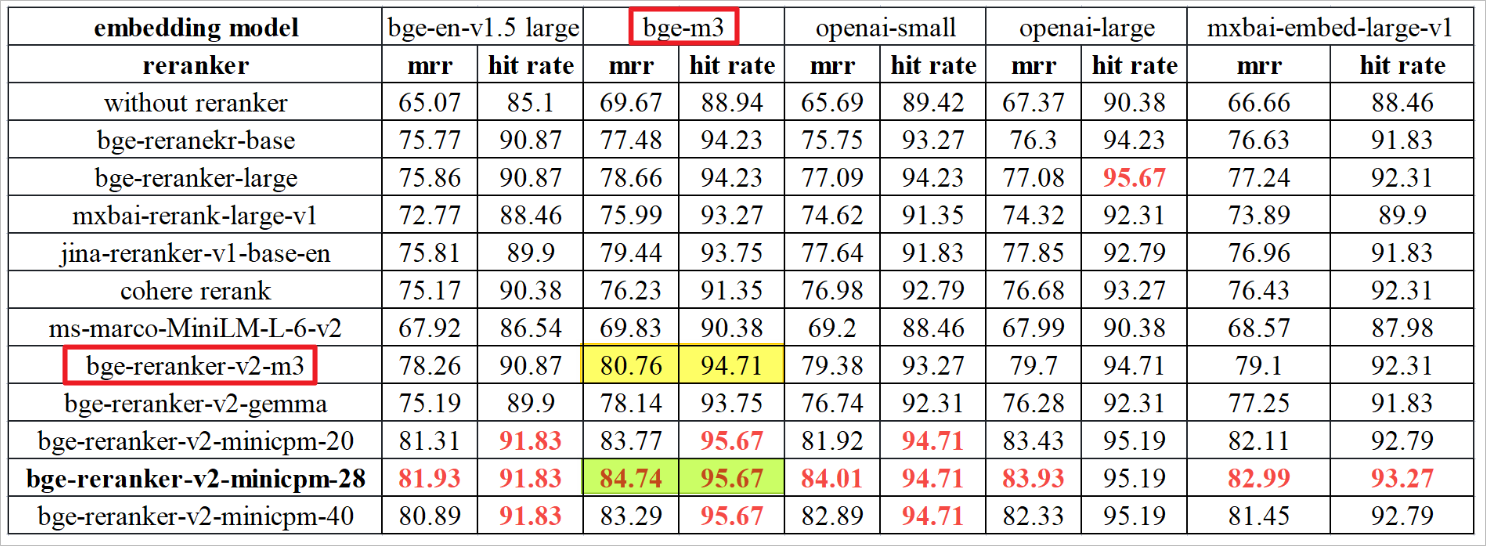 embedding model bge-en-v1.5 large bge-m3 openai-small openai-large mxbai-embed-large-v1
reranker mrr hit rate mrr hit rate mrr hit rate mrr hit rate mrr hit rate
without reranker 65.07 85.1 69.67 88.94 65.69 89.42 67.37 90.38 66.66 88.46
bge-reranekr-base 75.77 90.87 77.48 94.23 75.75 93.27 76.3 94.23 76.63 91.83
bge-reranker-large 75.86 90.87 78.66 94.23 77.09 94.23 77.08 95.67 77.24 92.31
mxbai-rerank-large-v1 72.77 88.46 75.99 93.27 74.62 91.35 74.32 92.31 73.89 89.9
jina-reranker-v1-base-en 75.81 89.9 79.44 93.75 77.64 91.83 77.85 92.79 76.96 91.83
cohere rerank 75.17 90.38 76.23 91.35 76.98 92.79 76.68 93.27 76.43 92.31
ms-marco-MiniLM-L-6-v2 67.92 86.54 69.83 90.38 69.2 88.46 67.99 90.38 68.57 87.98
bge-reranker-v2-m3 78.26 90.87 80.76 94.71 79.38 93.27 79.7 94.71 79.1 92.31
bge-reranker-v2-gemma 75.19 89.9 78.14 93.75 76.74 92.31 76.28 92.31 77.25 91.83
bge-reranker-v2-minicpm-20 81.31 91.83 83.77 95.67 81.92 94.71 83.43 95.19 82.11 92.79
bge-reranker-v2-minicpm-28 81.93 91.83 84.74 95.67 84.01 94.71 83.93 95.19 82.99 93.27
bge-reranker-v2-minicpm-40 80.89 91.83 83.29 95.67 82.89 94.71 82.33 95.19 81.45 92.79